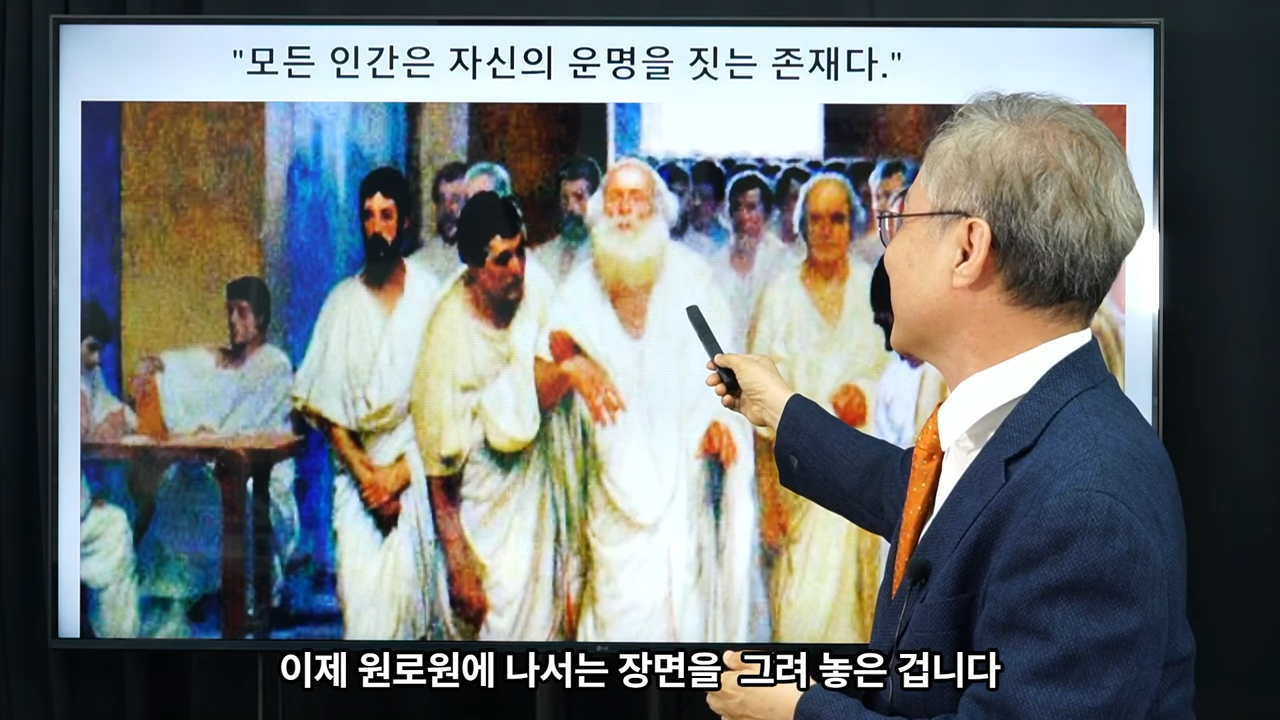 "모든 인간은 자신의 운명을 짓는 존재다."
LG
이제 원로원에 나서는 장면을 그려 놓은 겁니다